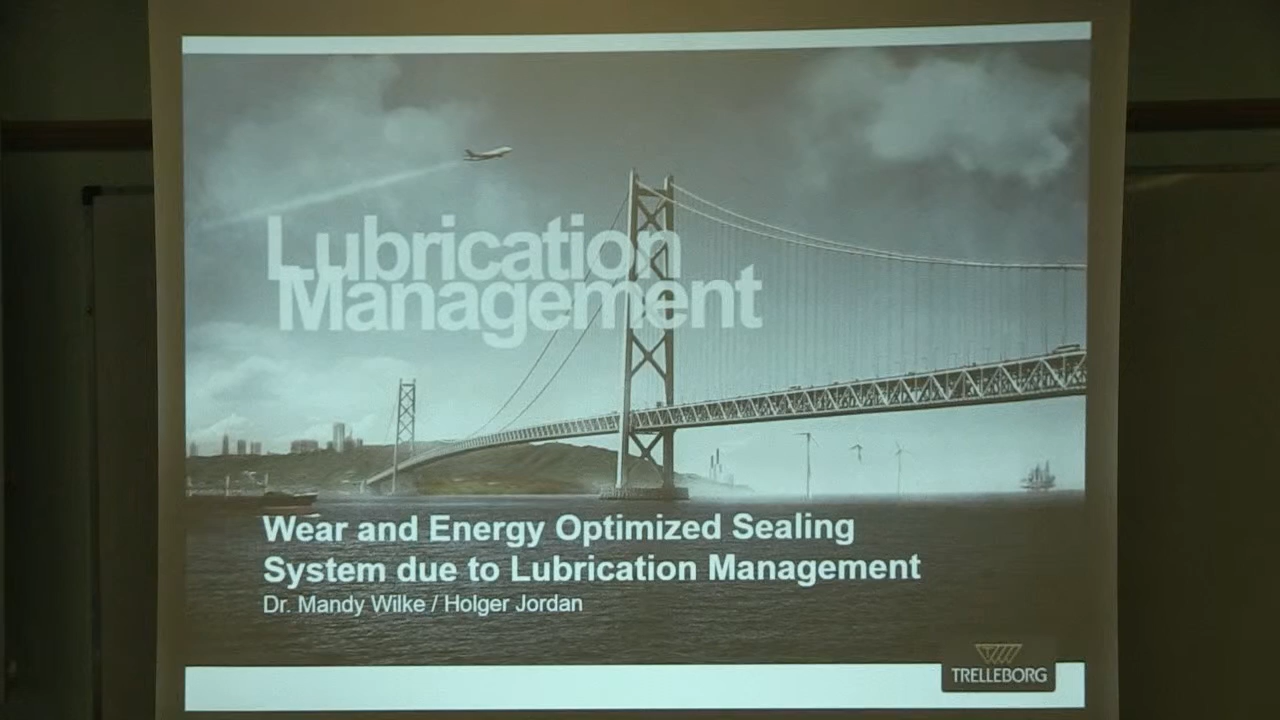 Lubrication
Management
Wear and Energy Optimized Sealing
System due to Lubrication Management
Dr. Mandy Wilke / Holger Jordan
TRELLEBORG